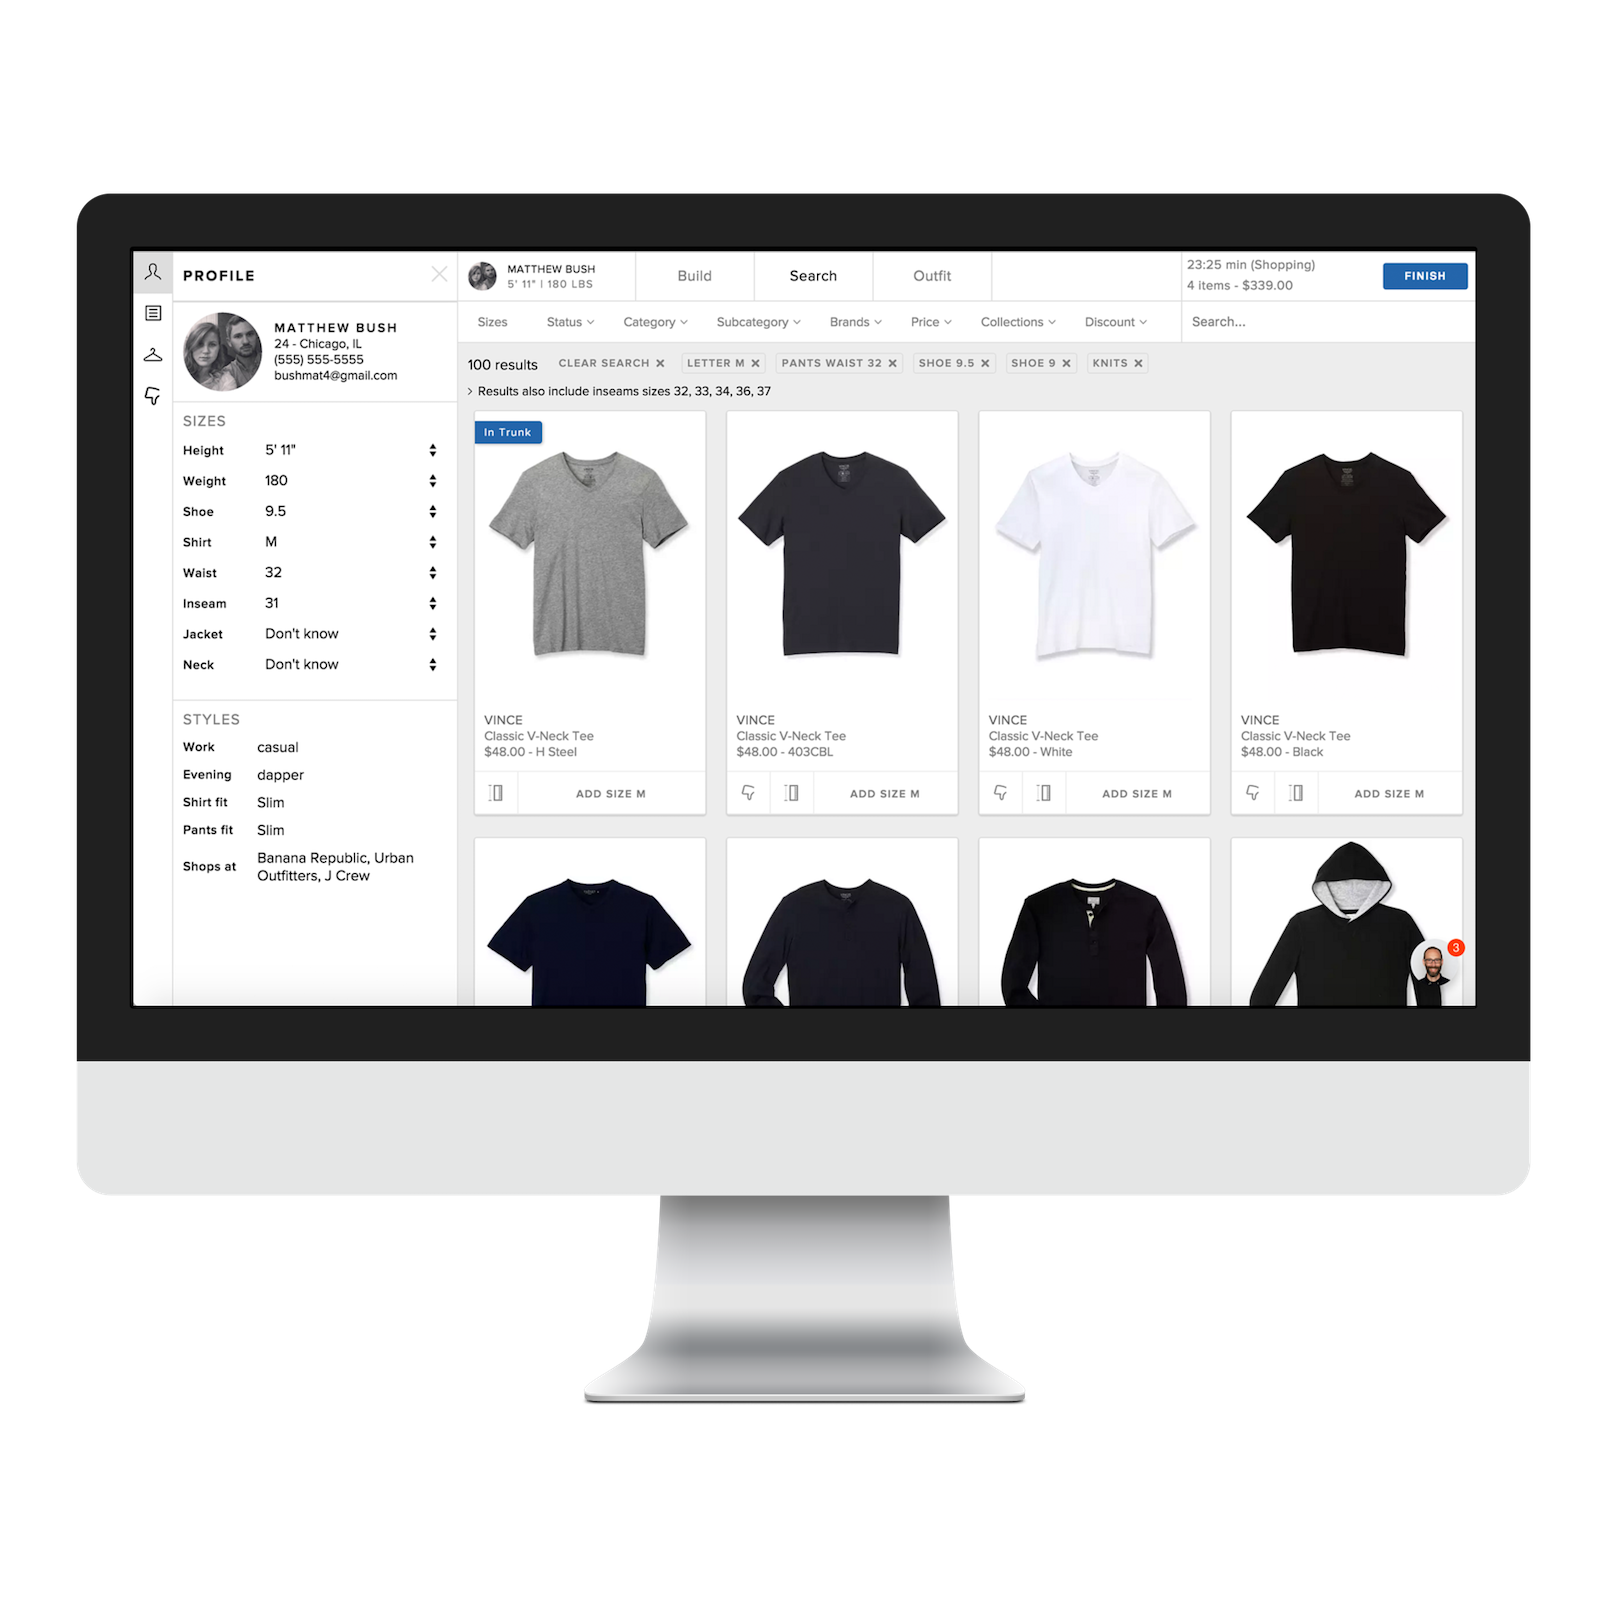 PROFILE
MATTHEW BUSH
24 - Chicago, IL
(555) 555-5555
bushmat4@gmail.com
SIZES
Height 5' 11"
Weight 180
Shoe 9.5
Shirt M
Waist 32
Inseam 31
Jacket Don't know
Neck Don't know
STYLES
Work casual
Evening dapper
Shirt fit Slim
Pants fit Slim
Shops at Banana Republic, Urban
Outfitters, J Crew
MATTHEW BUSH
5' 11" | 180 LBS
Build Search Outfit
23:25 min (Shopping)
4 items - $339.00
FINISH
Sizes Status Category Subcategory Brands Price Collections Discount Search...
100 results CLEAR SEARCH × LETTER M × PANTS WAIST 32 × SHOE 9.5 × SHOE 9 × KNITS ×
> Results also include inseams sizes 32, 33, 34, 36, 37
In Trunk
VINCE
Classic V-Neck Tee
$48.00 - H Steel
ADD SIZE M
VINCE
Classic V-Neck Tee
$48.00 - 403CBL
ADD SIZE M
VINCE
Classic V-Neck Tee
$48.00 - White
ADD SIZE M
VINCE
Classic V-Neck Tee
$48.00 - Black
ADD SIZE M
3